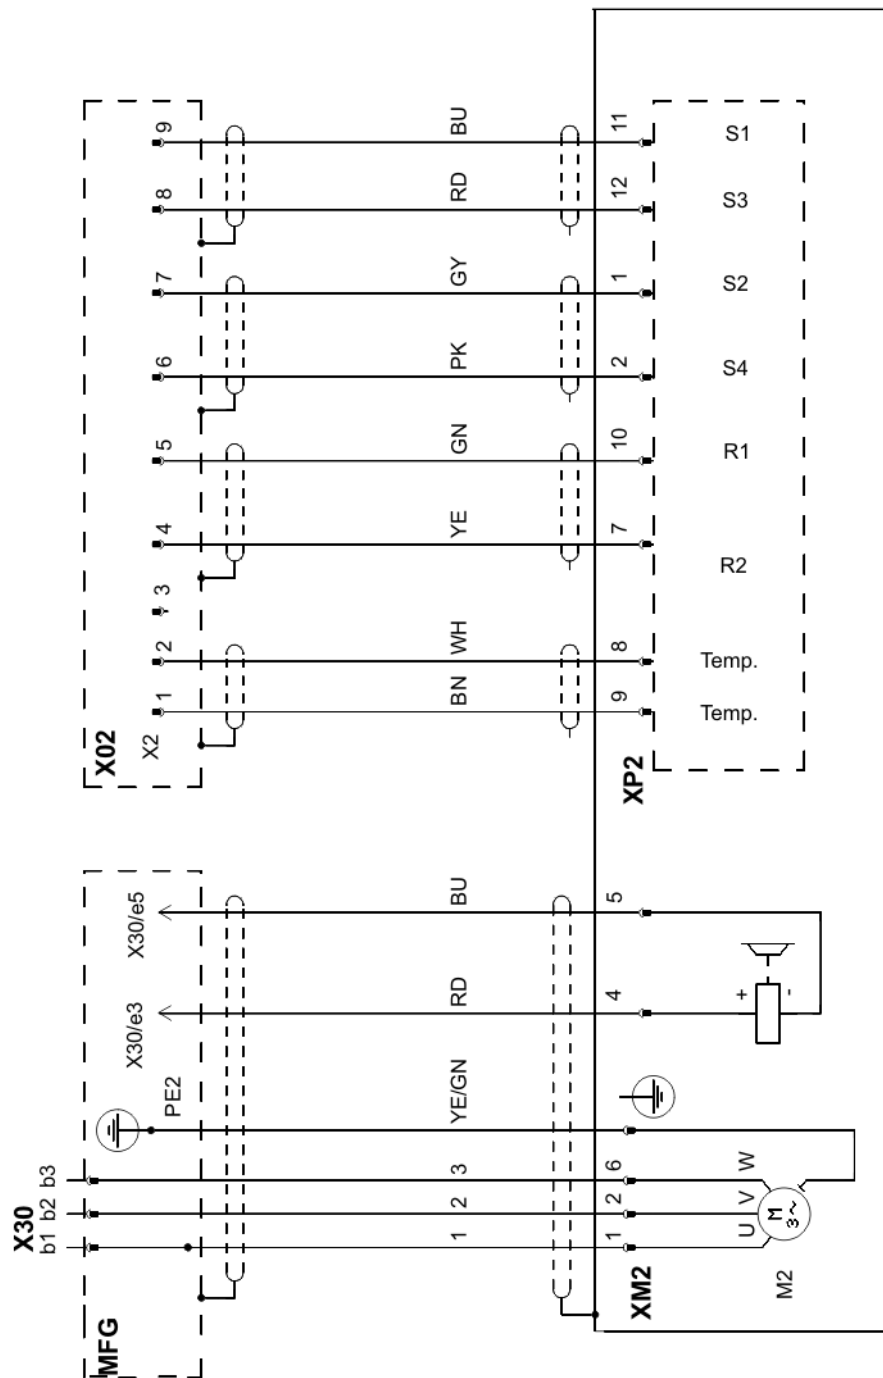 9 BU 11 S1
8 RD 12 S3
7 GY 1 S2
6 PK 2 S4
5 GN 10 R1
4 YE 7 R2
3
2 WH 8 Temp.
1 BN 9 Temp.
X02 X2
XP2
X30/e5 BU 5
X30/e3 RD 4 + -
PE2 YE/GN
b3 3 6 W
b2 2 2 V
b1 1 1 U
X30
M
3~
MFG
XM2
M2